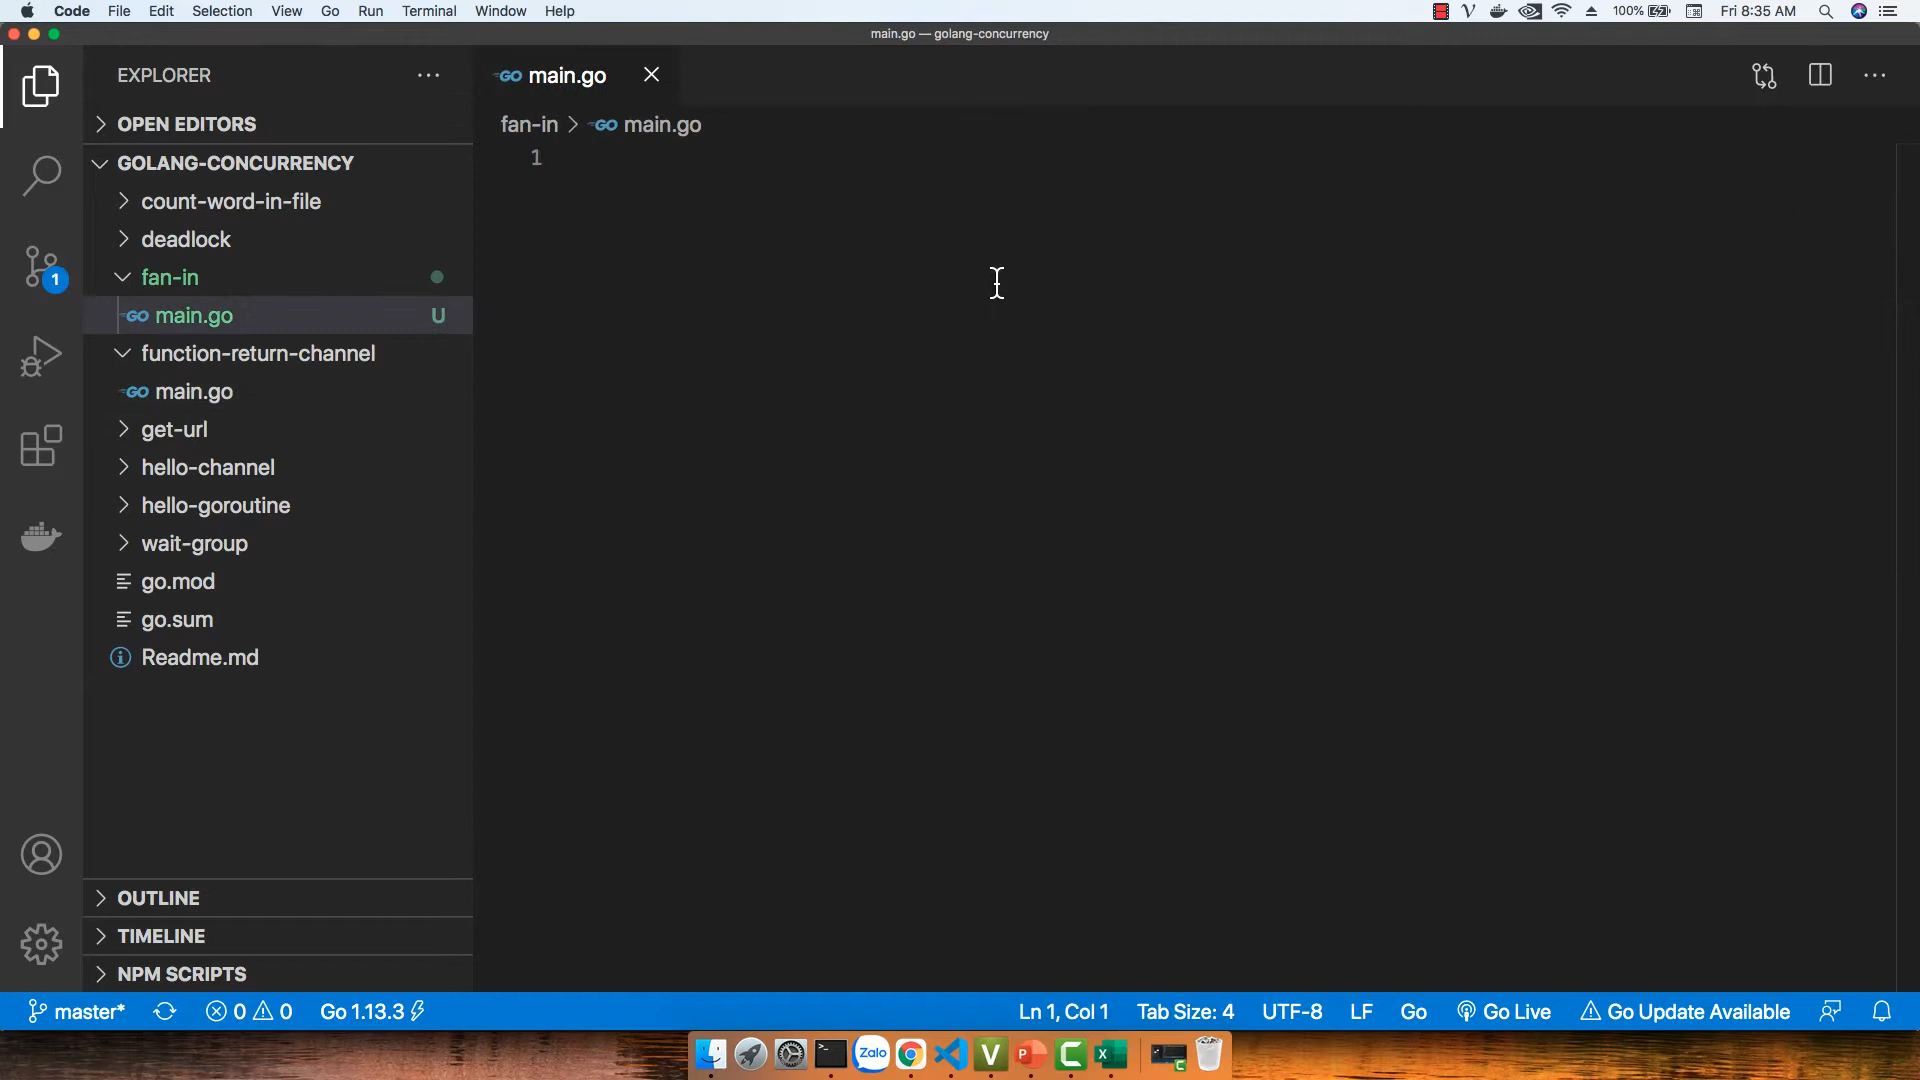 Code File Edit Selection View Go Run Terminal Window Help 100% Fri 8:35 AM
main.go — golang-concurrency
EXPLORER
GO main.go
OPEN EDITORS
fan-in > GO main.go
GOLANG-CONCURRENCY
1
count-word-in-file
deadlock
fan-in
GO main.go U
function-return-channel
GO main.go
get-url
hello-channel
hello-goroutine
wait-group
go.mod
go.sum
Readme.md
1
OUTLINE
TIMELINE
NPM SCRIPTS
master* 0 0 Go 1.13.3 Ln 1, Col 1 Tab Size: 4 UTF-8 LF Go Go Live Go Update Available
Zalo